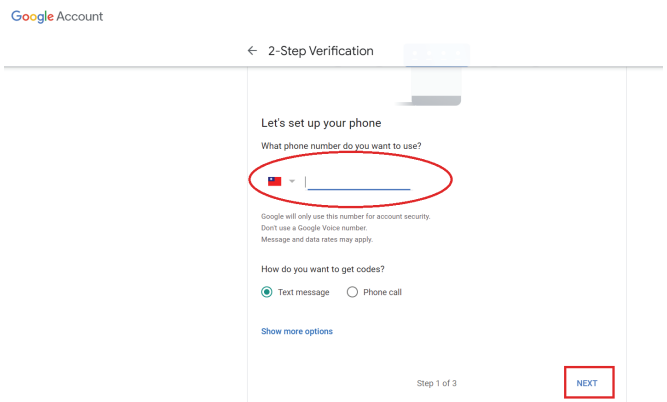 Google Account
2-Step Verification
Let's set up your phone
What phone number do you want to use?
Google will only use this number for account security.
Don't use a Google Voice number.
Message and data rates may apply.
How do you want to get codes?
Text message Phone call
Show more options
Step 1 of 3 NEXT